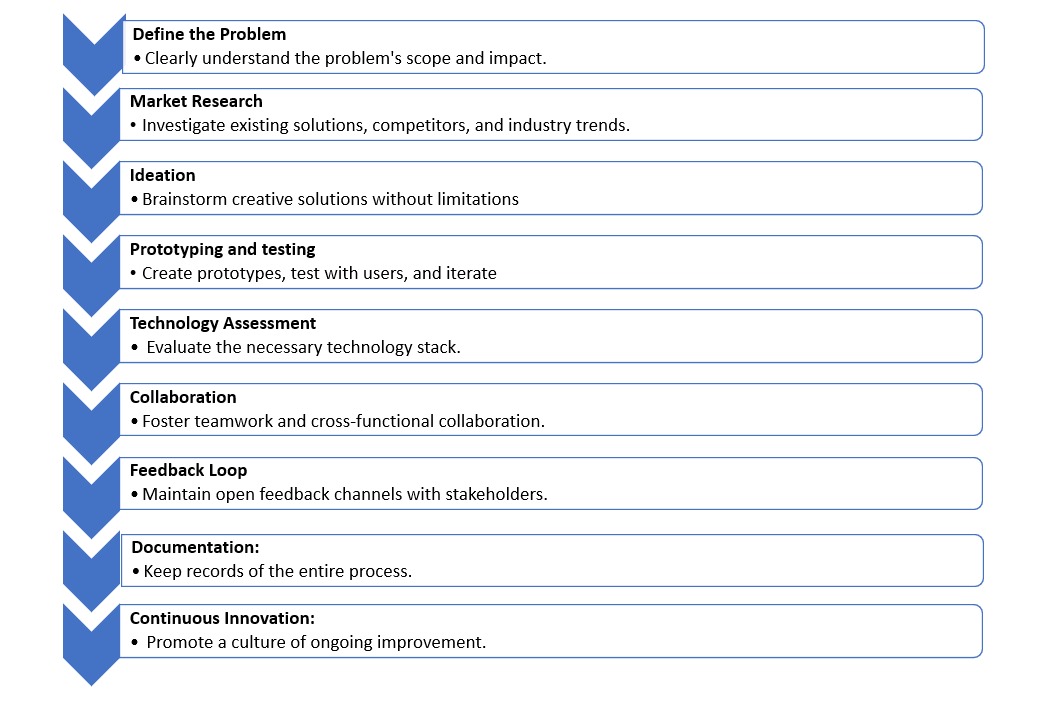 Define the Problem
• Clearly understand the problem's scope and impact.
Market Research
• Investigate existing solutions, competitors, and industry trends.
Ideation
• Brainstorm creative solutions without limitations
Prototyping and testing
• Create prototypes, test with users, and iterate
Technology Assessment
• Evaluate the necessary technology stack.
Collaboration
• Foster teamwork and cross-functional collaboration.
Feedback Loop
• Maintain open feedback channels with stakeholders.
Documentation:
• Keep records of the entire process.
Continuous Innovation:
• Promote a culture of ongoing improvement.